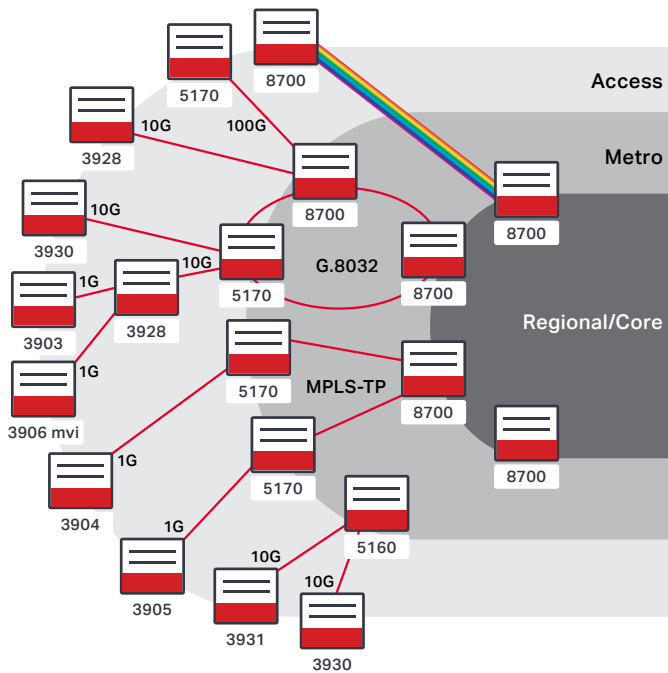 8700
5170
Access
10G
100G
3928
Metro
8700
8700
10G
3930
10G
5170
G.8032
8700
1G
3903
3928
Regional/Core
1G
3906 mvi
5170
MPLS-TP
8700
1G
3904
5170
8700
1G
5160
3905
10G
10G
3931
3930